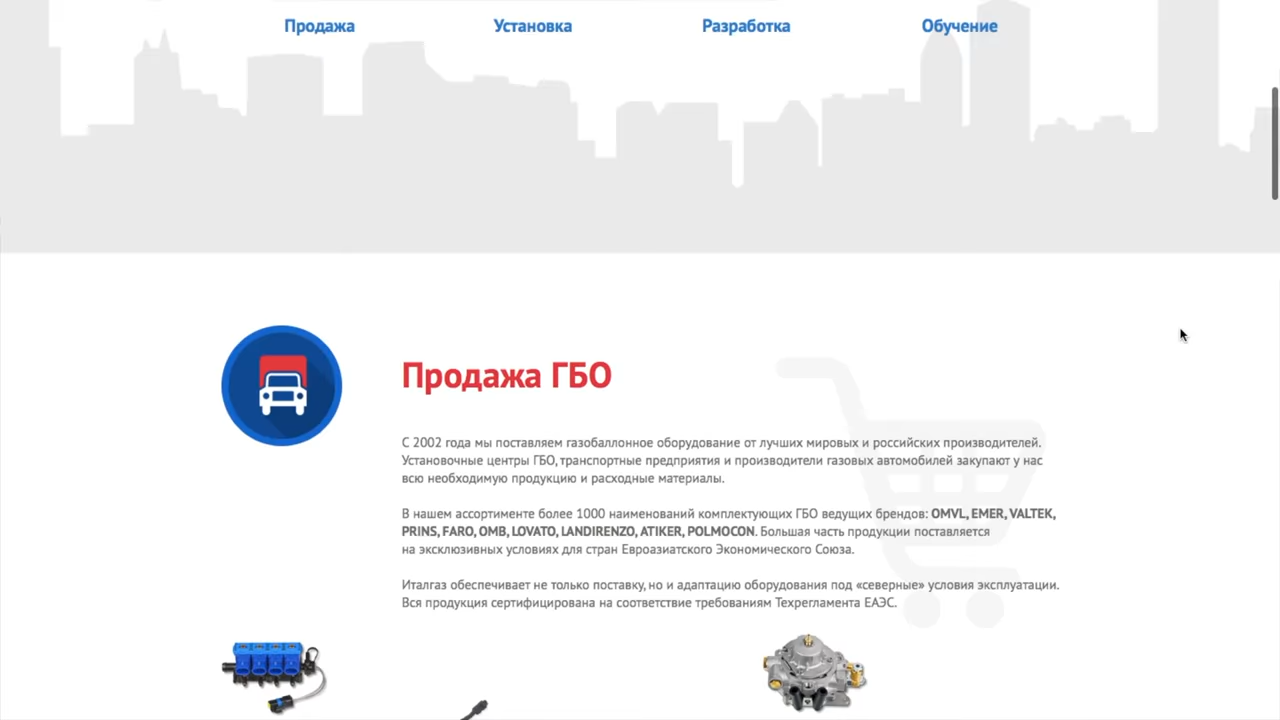 Продажа
Установка
Разработка
Обучение
Продажа ГБО
С 2002 года мы поставляем газобаллонное оборудование от лучших мировых и российских производителей.
Установочные центры ГБО, транспортные предприятия и производители газовых автомобилей закупают у нас
всю необходимую продукцию и расходные материалы.
В нашем ассортименте более 1000 наименований комплектующих ГБО ведущих брендов: OMVL, EMER, VALTEK,
PRINS, FARO, OMB, LOVATO, LANDIRENZO, ATIKER, POLMOCON. Большая часть продукции поставляется
на эксклюзивных условиях для стран Евроазиатского Экономического Союза.
Италгаз обеспечивает не только поставку, но и адаптацию оборудования под «северные» условия эксплуатации.
Вся продукция сертифицирована на соответствие требованиям Техрегламента ЕАЭС.